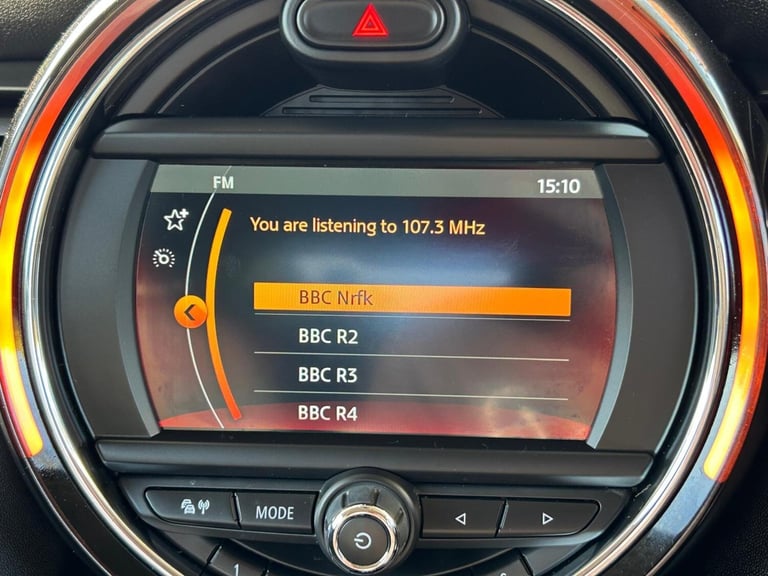 FM 15:10
You are listening to 107.3 MHz
BBC Nrfk
BBC R2
BBC R3
BBC R4
MODE
1